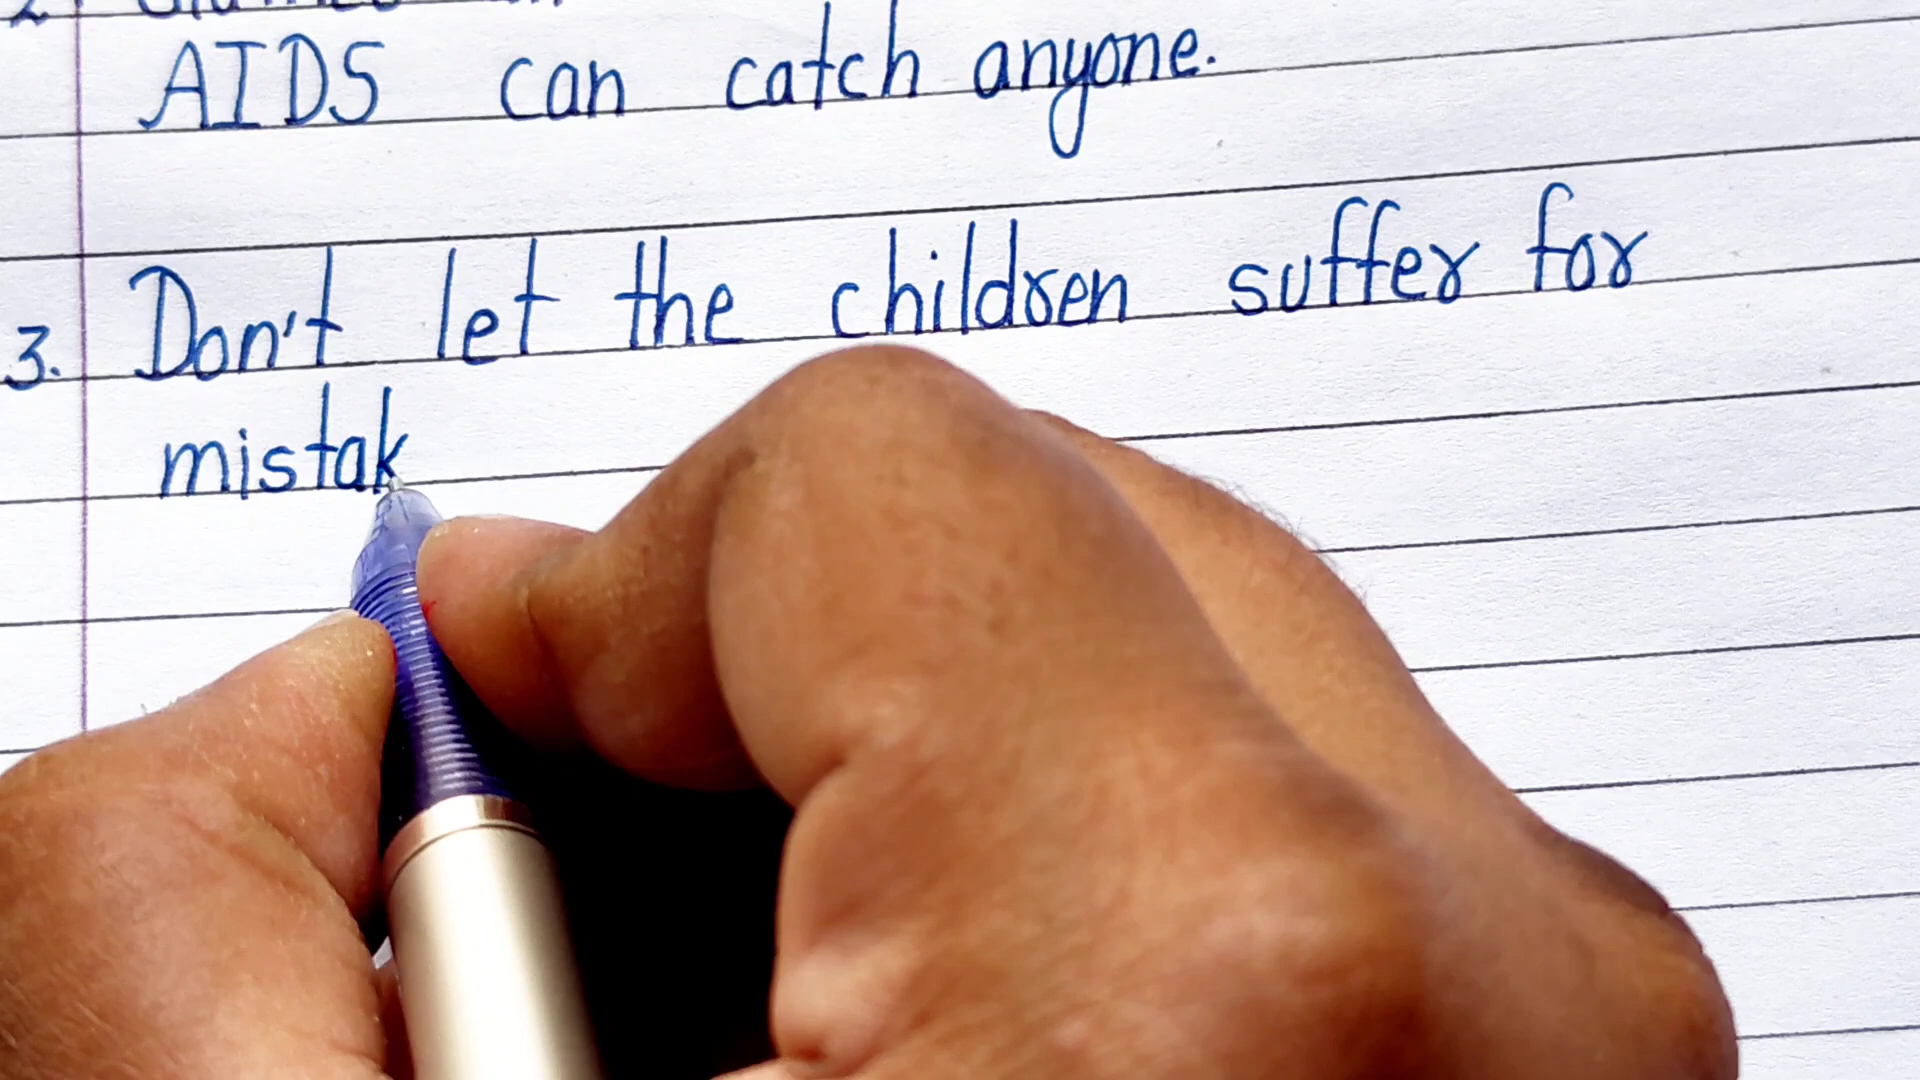 AIDS can catch anyone.
3. Don't let the children suffer for
mistak